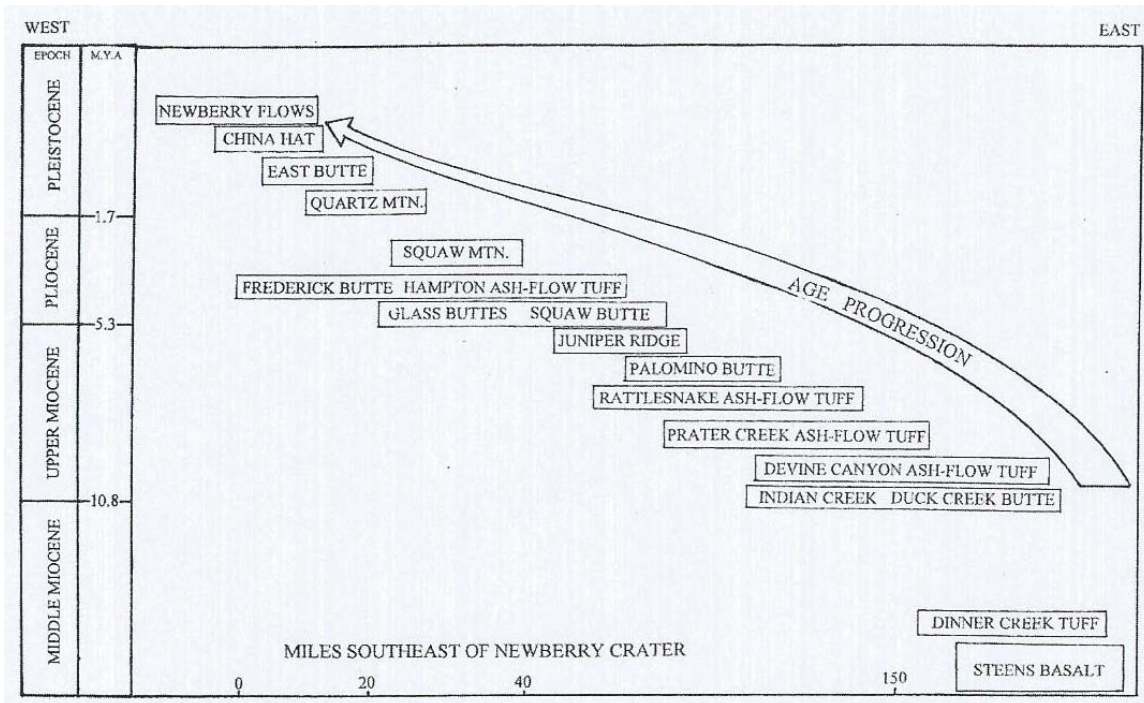 WEST
EAST
EPOCH
M.Y.A
PLEISTOCENE
NEWBERRY FLOWS
CHINA HAT
EAST BUTTE
QUARTZ MTN.
1.7
PLIOCENE
SQUAW MTN.
FREDERICK BUTTE HAMPTON ASH-FLOW TUFF
GLASS BUTTES SQUAW BUTTE
5.3
AGE PROGRESSION
UPPER MIOCENE
JUNIPER RIDGE
PALOMINO BUTTE
RATTLESNAKE ASH-FLOW TUFF
PRATER CREEK ASH-FLOW TUFF
DEVINE CANYON ASH-FLOW TUFF
INDIAN CREEK DUCK CREEK BUTTE
10.8
MIDDLE MIOCENE
DINNER CREEK TUFF
STEENS BASALT
MILES SOUTHEAST OF NEWBERRY CRATER
0 20 40 150